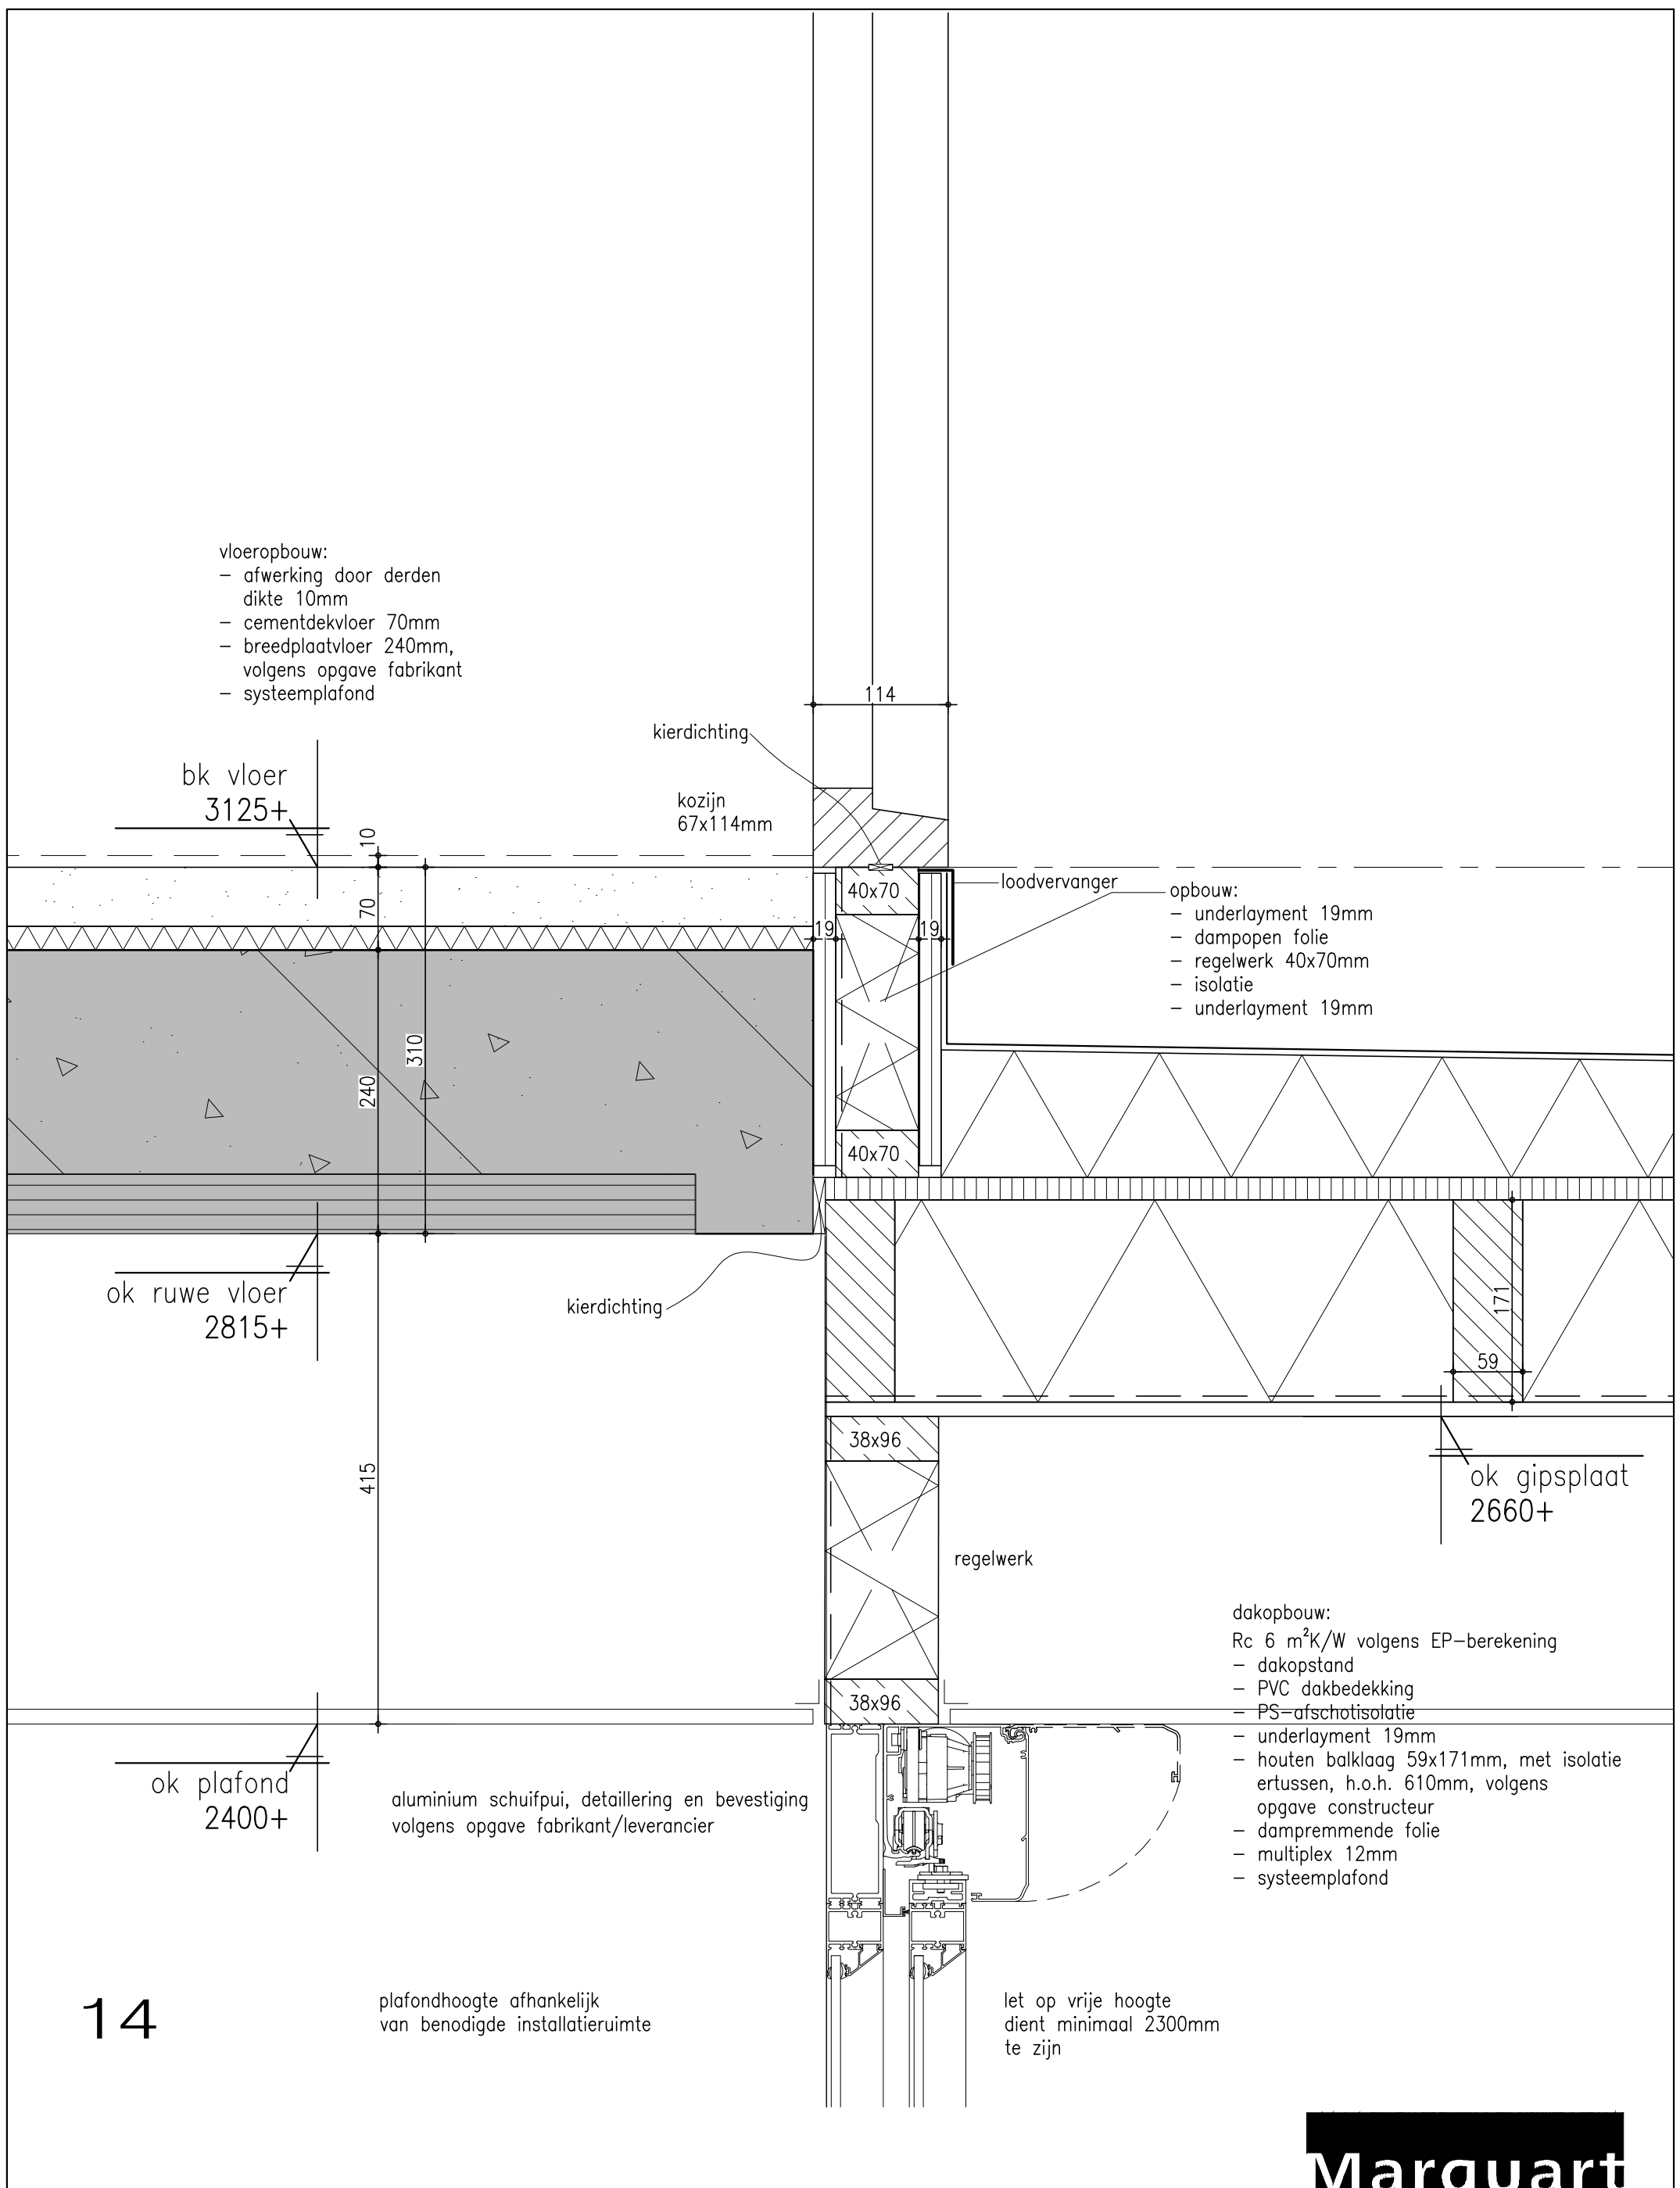 vloeropbouw:
- afwerking door derden
dikte 10mm
- cementdekvloer 70mm
- breedplaatvloer 240mm,
volgens opgave fabrikant
- systeemplafond
114
kierdichting
bk vloer
3125+
kozijn
67x114mm
10
70
40x70
loodvervanger
opbouw:
- underlayment 19mm
- dampopen folie
- regelwerk 40x70mm
- isolatie
- underlayment 19mm
19
19
310
240
40x70
ok ruwe vloer
2815+
kierdichting
171
59
38x96
415
ok gipsplaat
2660+
regelwerk
dakopbouw:
Rc 6 m²K/W volgens EP-berekening
- dakopstand
- PVC dakbedekking
- PS-afschotisolatie
- underlayment 19mm
- houten balklaag 59x171mm, met isolatie
ertussen, h.o.h. 610mm, volgens
opgave constructeur
- dampremmende folie
- multiplex 12mm
- systeemplafond
38x96
ok plafond
2400+
aluminium schuifpui, detaillering en bevestiging
volgens opgave fabrikant/leverancier
14
plafondhoogte afhankelijk
van benodigde installatieruimte
let op vrije hoogte
dient minimaal 2300mm
te zijn
Marquart